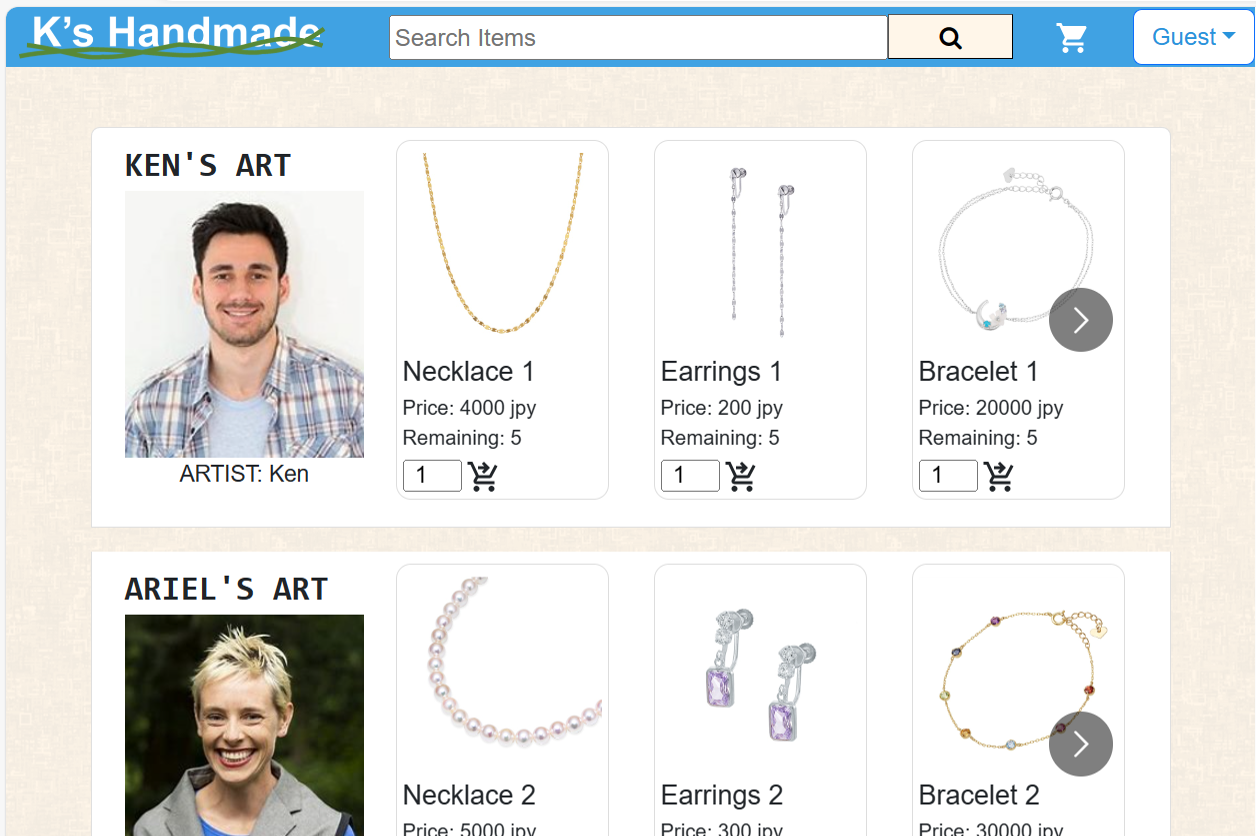 K's Handmade
Search Items
Guest
KEN'S ART
ARTIST: Ken
Necklace 1
Price: 4000 jpy
Remaining: 5
1
Earrings 1
Price: 200 jpy
Remaining: 5
1
Bracelet 1
Price: 20000 jpy
Remaining: 5
1
ARIEL'S ART
Necklace 2
Price: 5000 jpy
Earrings 2
Price: 300 jpy
Bracelet 2
Price: 30000 jpy